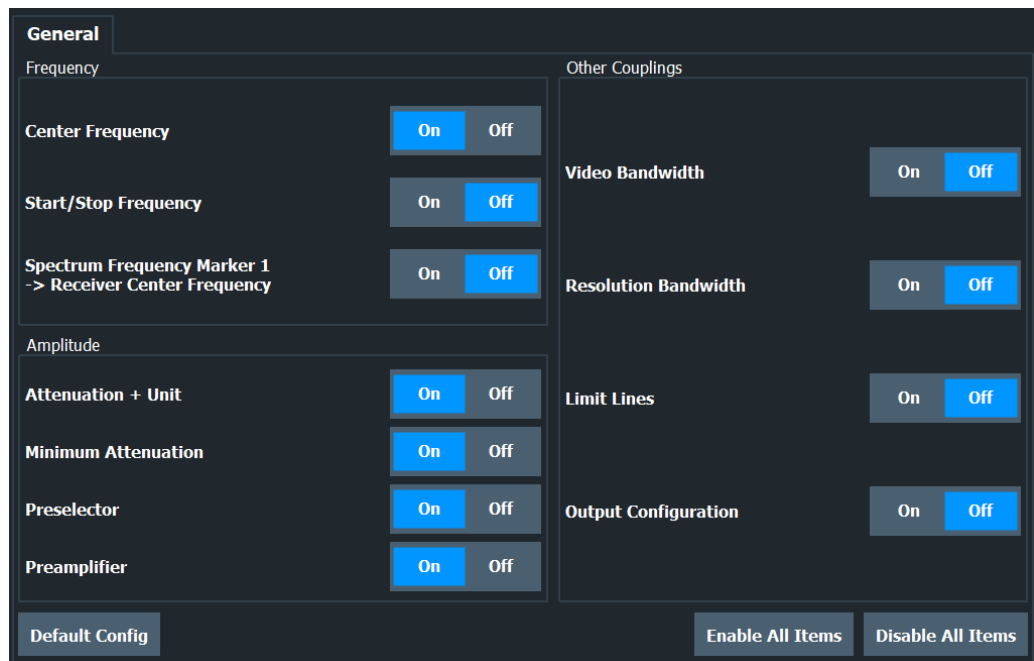 General
Frequency
Center Frequency On Off
Start/Stop Frequency On Off
Spectrum Frequency Marker 1
-> Receiver Center Frequency On Off
Amplitude
Attenuation + Unit On Off
Minimum Attenuation On Off
Preselector On Off
Preamplifier On Off
Other Couplings
Video Bandwidth On Off
Resolution Bandwidth On Off
Limit Lines On Off
Output Configuration On Off
Default Config Enable All Items Disable All Items